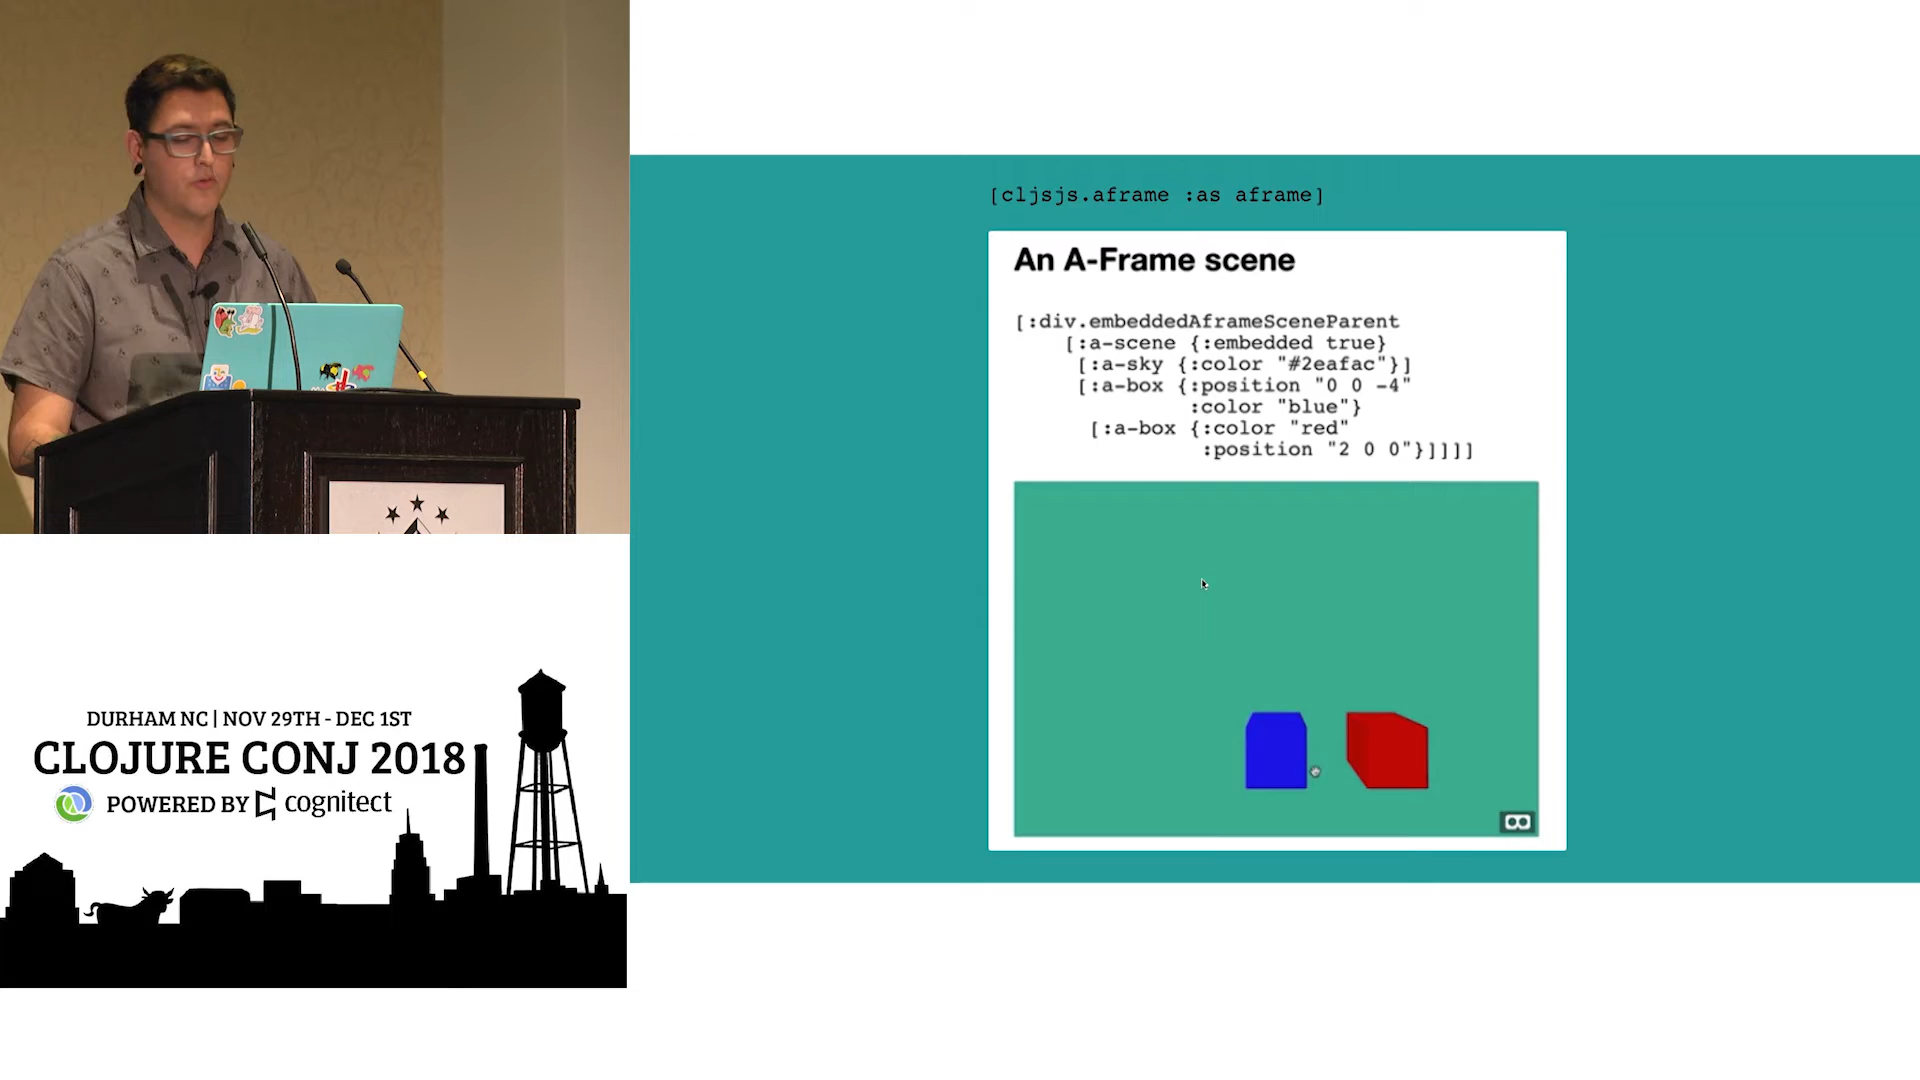 [cljsjs.aframe :as aframe]
An A-Frame scene
[:div.embeddedAframeSceneParent
[:a-scene {:embedded true}
[:a-sky {:color "#2eafac"}]
[:a-box {:position "0 0 -4"
:color "blue"}
[:a-box {:color "red"
:position "2 0 0"}]]]]
DURHAM NC | NOV 29TH - DEC 1ST
CLOJURE CONJ 2018
POWERED BY cognitect